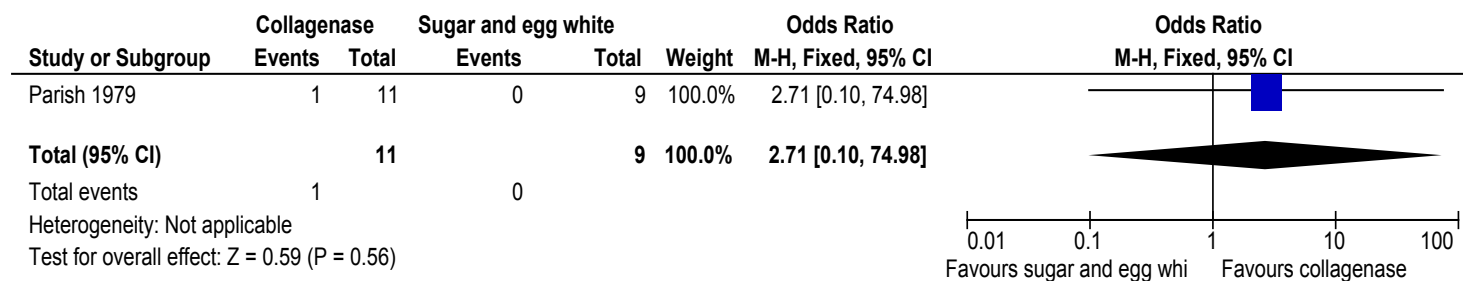 Collagenase Sugar and egg white Odds Ratio Odds Ratio
Study or Subgroup Events Total Events Total Weight M-H, Fixed, 95% CI M-H, Fixed, 95% CI
Parish 1979 1 11 0 9 100.0% 2.71 [0.10, 74.98]
Total (95% CI) 11 9 100.0% 2.71 [0.10, 74.98]
Total events 1 0
Heterogeneity: Not applicable
Test for overall effect: Z = 0.59 (P = 0.56)
0.01 0.1 1 10 100
Favours sugar and egg whi Favours collagenase